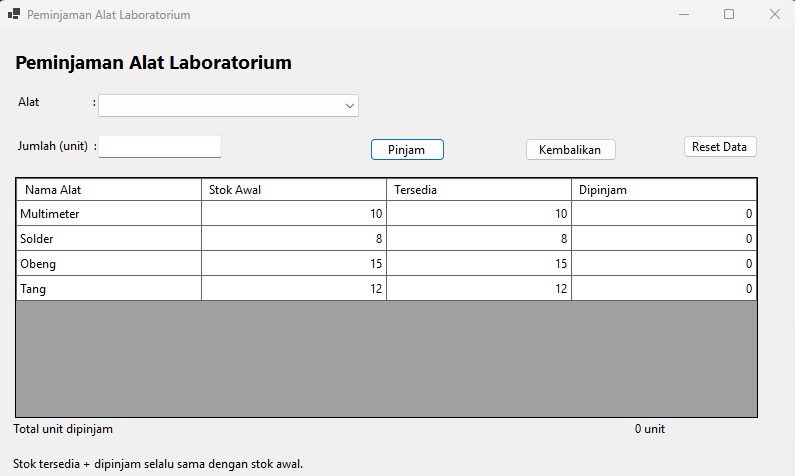 Peminjaman Alat Laboratorium
Peminjaman Alat Laboratorium
Alat :
Jumlah (unit) :
Pinjam Kembalikan Reset Data
Nama Alat Stok Awal Tersedia Dipinjam
Multimeter 10 10 0
Solder 8 8 0
Obeng 15 15 0
Tang 12 12 0
Total unit dipinjam 0 unit
Stok tersedia + dipinjam selalu sama dengan stok awal.